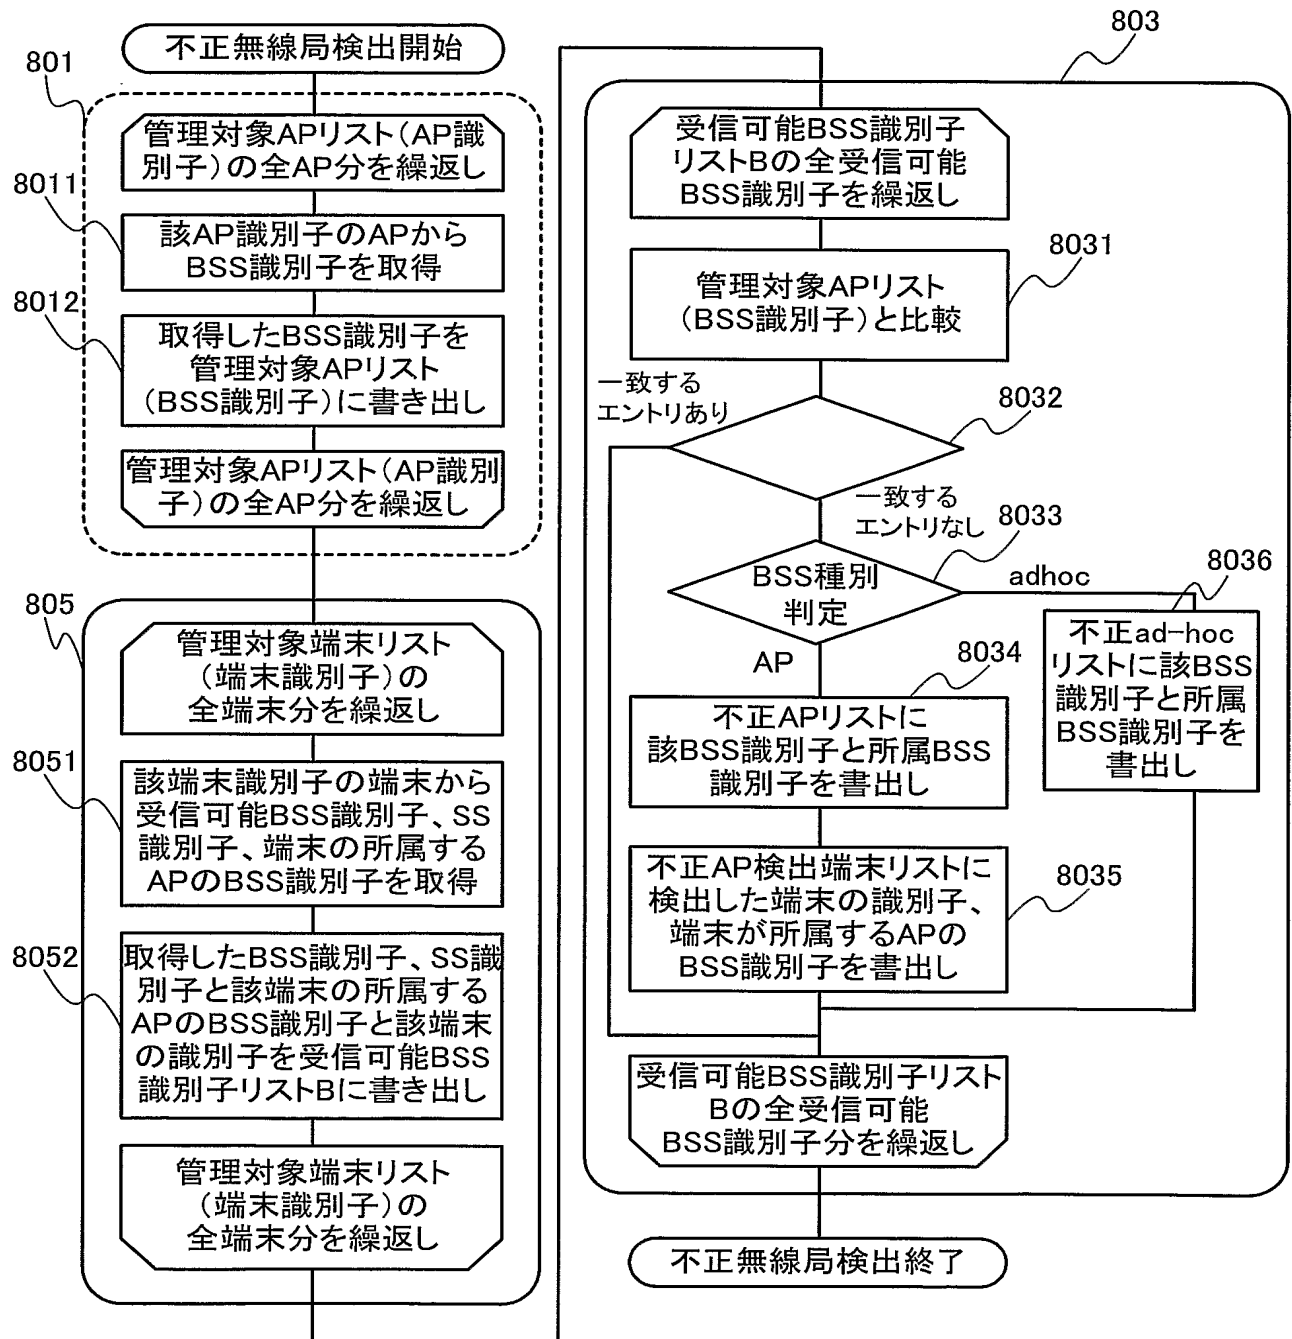 不正無線局検出開始
801
管理対象APリスト(AP識
別子)の全AP分を繰返し
8011
該AP識別子のAPから
BSS識別子を取得
8012
取得したBSS識別子を
管理対象APリスト
(BSS識別子)に書き出し
管理対象APリスト(AP識別
子)の全AP分を繰返し
805
管理対象端末リスト
(端末識別子)の
全端末分を繰返し
8051
該端末識別子の端末から
受信可能BSS識別子、SS
識別子、端末の所属する
APのBSS識別子を取得
8052
取得したBSS識別子、SS識
別子と該端末の所属する
APのBSS識別子と該端末
の識別子を受信可能BSS
識別子リストBに書き出し
管理対象端末リスト
(端末識別子)の
全端末分を繰返し
803
受信可能BSS識別子
リストBの全受信可能
BSS識別子を繰返し
8031
管理対象APリスト
(BSS識別子)と比較
一致する
エントリあり
8032
一致する
エントリなし
8033
BSS種別
判定
adhoc
8036
不正ad-hoc
リストに該BSS
識別子と所属
BSS識別子を
書出し
AP
8034
不正APリストに
該BSS識別子と所属BSS
識別子を書出し
8035
不正AP検出端末リストに
検出した端末の識別子、
端末が所属するAPの
BSS識別子を書出し
受信可能BSS識別子リスト
Bの全受信可能
BSS識別子分を繰返し
不正無線局検出終了